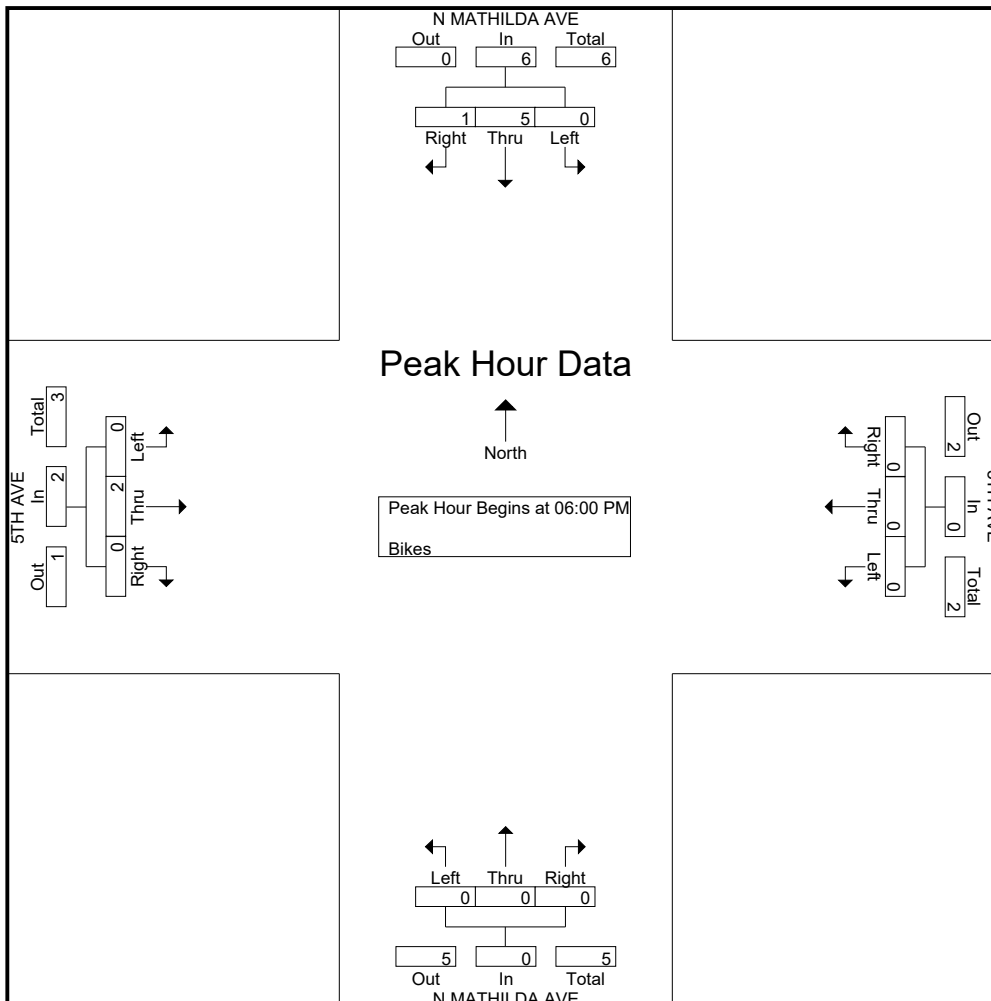 N MATHILDA AVE
Out In Total
0 6 6
1 5 0
Right Thru Left
Peak Hour Data
North
Peak Hour Begins at 06:00 PM
Bikes
5TH AVE
Out In Total
1 2 3
Right Thru Left
0 2 0
Out In Total
2 0 2
Right Thru Left
0 0 0
Left Thru Right
0 0 0
5 0 5
Out In Total
N MATHILDA AVE